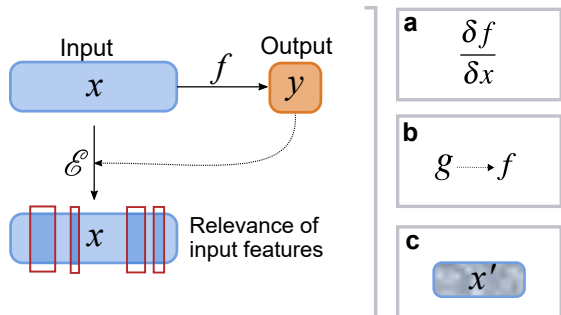 Input
Output
x
f
y
ℰ
x
Relevance of
input features
a
δf
δx
b
g f
c
x′